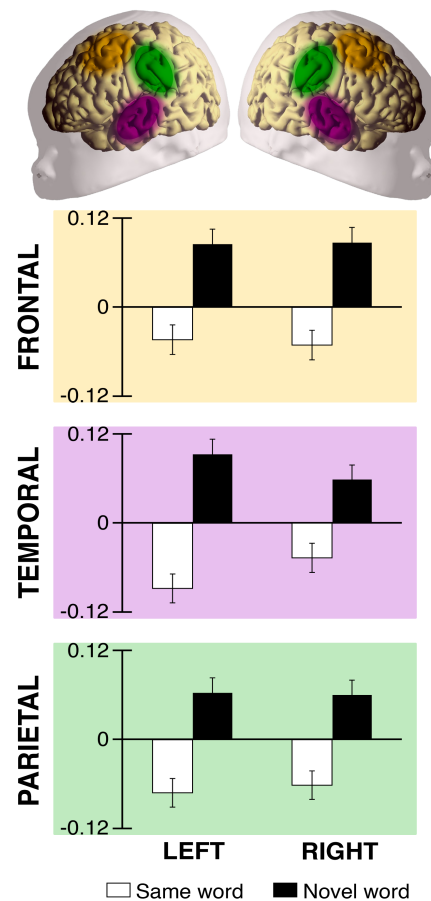 0.12
0
-0.12
FRONTAL
0.12
0
-0.12
TEMPORAL
0.12
0
-0.12
PARIETAL
LEFT RIGHT
Same word Novel word